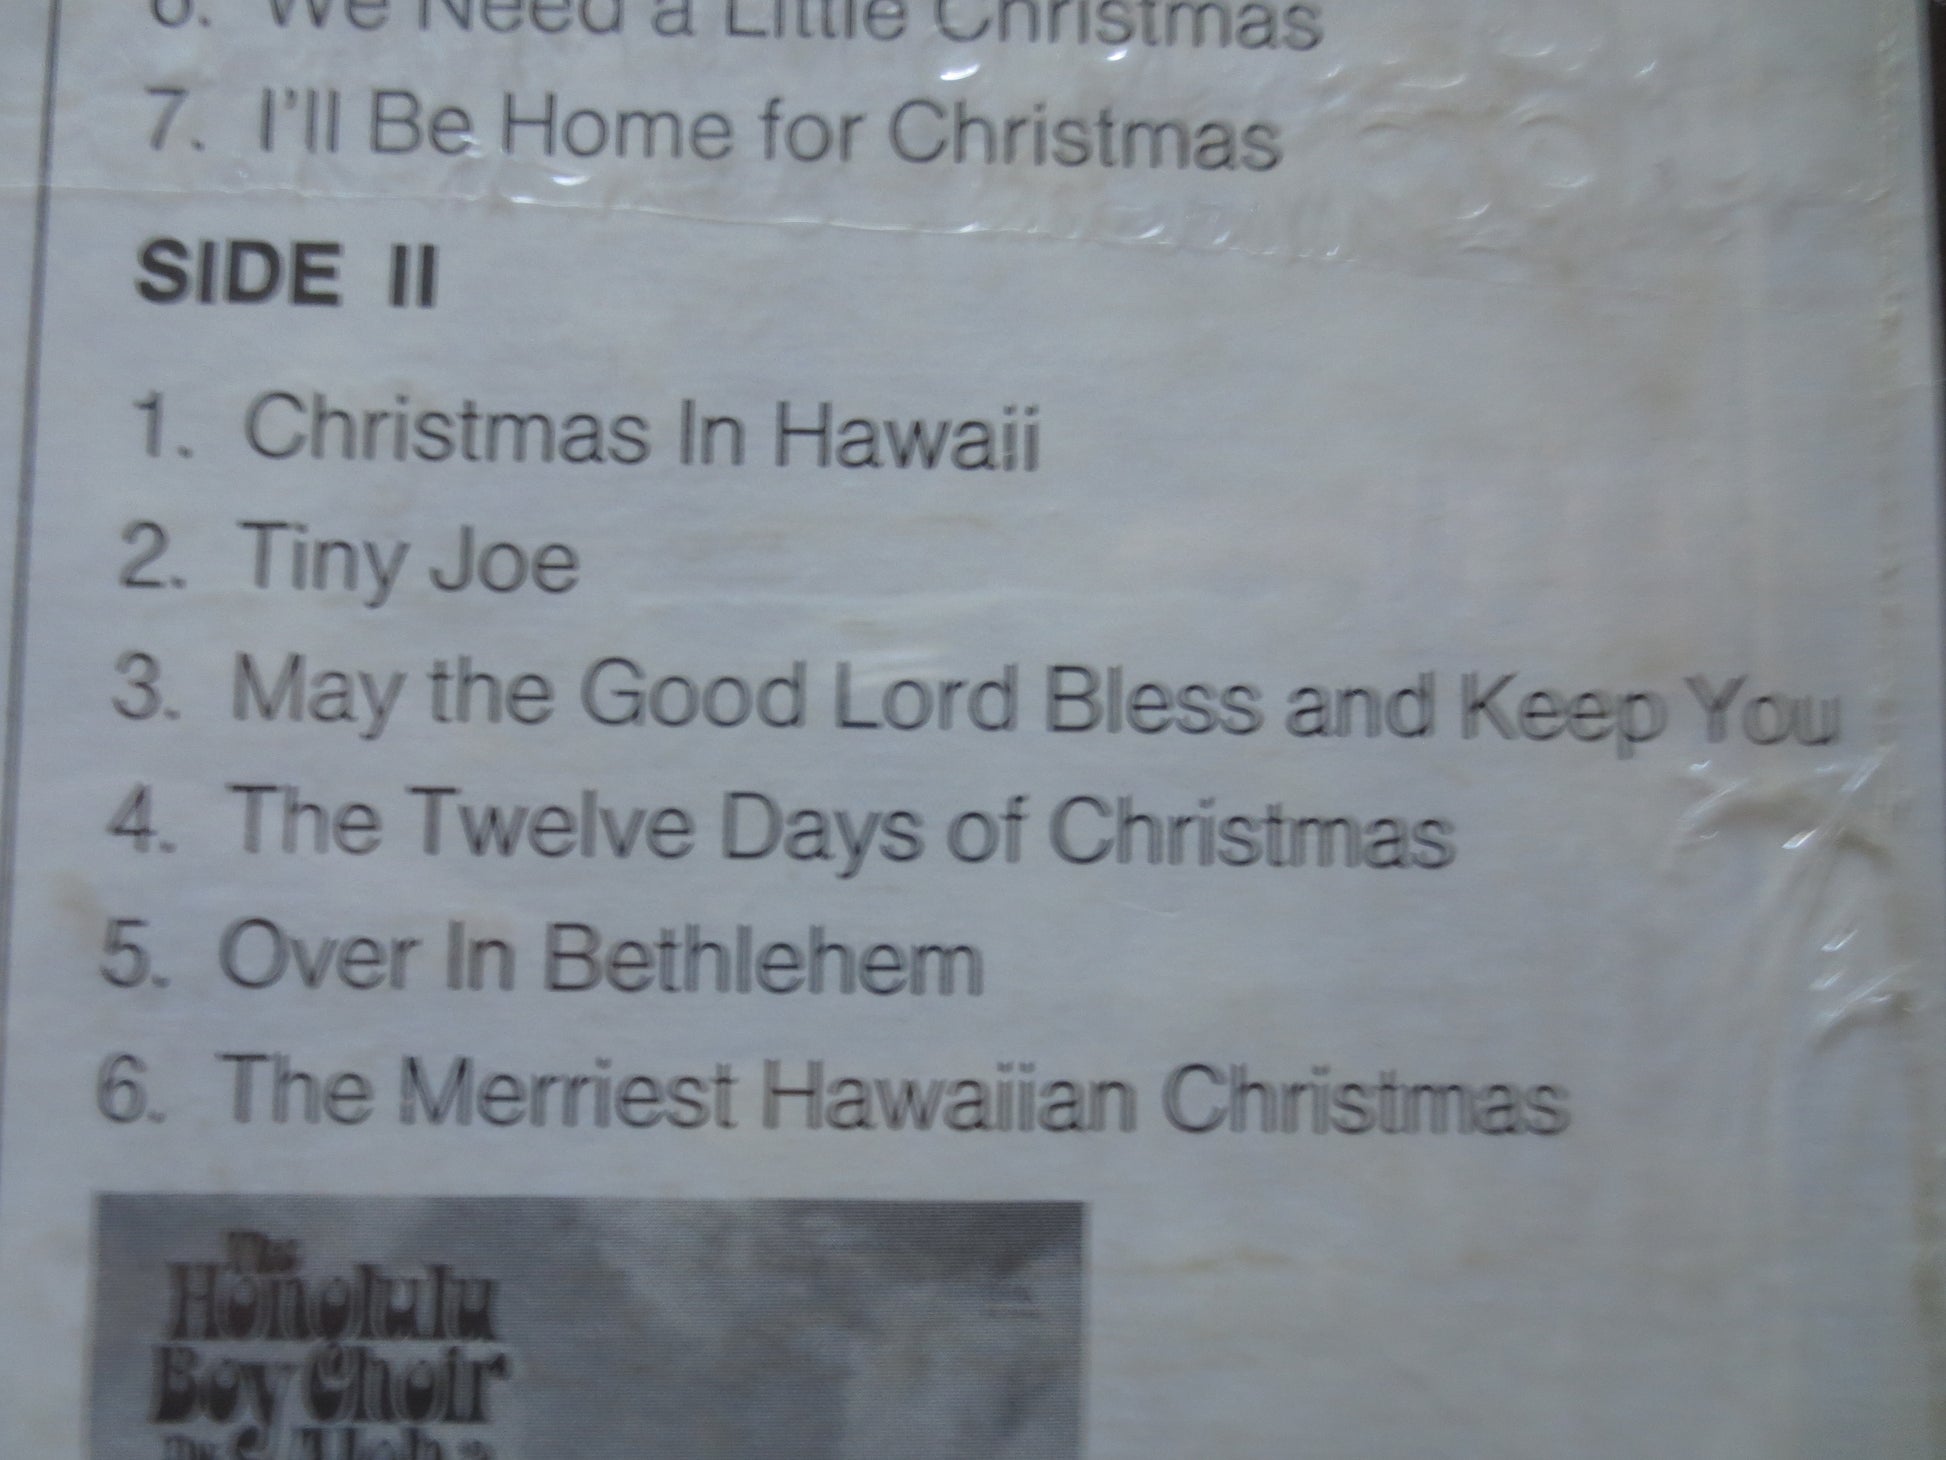 6. We Need a Little Christmas
7. I'll Be Home for Christmas
SIDE II
1. Christmas In Hawaii
2. Tiny Joe
3. May the Good Lord Bless and Keep You
4. The Twelve Days of Christmas
5. Over In Bethlehem
6. The Merriest Hawaiian Christmas
The
Honolulu
Boy Choir